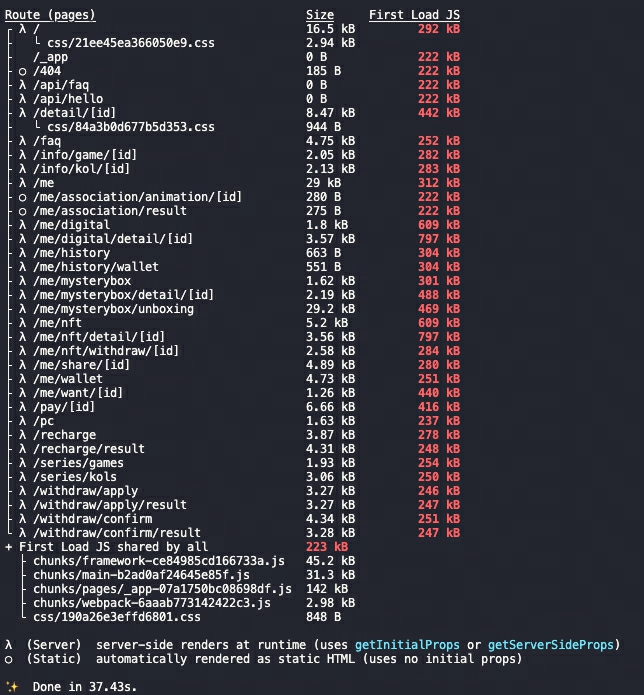 Route (pages) Size First Load JS
┌ λ / 16.5 kB 292 kB
├ └ css/21ee45ea366050e9.css 2.94 kB
├ /_app 0 B 222 kB
├ ○ /404 185 B 222 kB
├ λ /api/faq 0 B 222 kB
├ λ /api/hello 0 B 222 kB
├ λ /detail/[id] 8.47 kB 442 kB
├ └ css/84a3b0d677b5d353.css 944 B
├ λ /faq 4.75 kB 252 kB
├ λ /info/game/[id] 2.05 kB 282 kB
├ λ /info/kol/[id] 2.13 kB 283 kB
├ λ /me 29 kB 312 kB
├ ○ /me/association/animation/[id] 280 B 222 kB
├ ○ /me/association/result 275 B 222 kB
├ λ /me/digital 1.8 kB 609 kB
├ λ /me/digital/detail/[id] 3.57 kB 797 kB
├ λ /me/history 663 B 304 kB
├ λ /me/history/wallet 551 B 304 kB
├ λ /me/mysterybox 1.62 kB 301 kB
├ λ /me/mysterybox/detail/[id] 2.19 kB 488 kB
├ λ /me/mysterybox/unboxing 29.2 kB 469 kB
├ λ /me/nft 5.2 kB 609 kB
├ λ /me/nft/detail/[id] 3.56 kB 797 kB
├ λ /me/nft/withdraw/[id] 2.58 kB 284 kB
├ λ /me/share/[id] 4.89 kB 280 kB
├ λ /me/wallet 4.73 kB 251 kB
├ λ /me/want/[id] 1.26 kB 440 kB
├ λ /pay/[id] 6.66 kB 416 kB
├ λ /pc 1.63 kB 237 kB
├ λ /recharge 3.87 kB 278 kB
├ λ /recharge/result 4.31 kB 248 kB
├ λ /series/games 1.93 kB 254 kB
├ λ /series/kols 3.06 kB 250 kB
├ λ /withdraw/apply 3.27 kB 246 kB
├ λ /withdraw/apply/result 3.27 kB 247 kB
├ λ /withdraw/confirm 4.34 kB 251 kB
└ λ /withdraw/confirm/result 3.28 kB 247 kB
+ First Load JS shared by all 223 kB
├ chunks/framework-ce84985cd166733a.js 45.2 kB
├ chunks/main-b2ad0af24645e85f.js 31.3 kB
├ chunks/pages/_app-07a1750bc08698df.js 142 kB
├ chunks/webpack-6aaab773142422c3.js 2.98 kB
└ css/190a26e3effd6801.css 848 B
λ (Server) server-side renders at runtime (uses getInitialProps or getServerSideProps)
○ (Static) automatically rendered as static HTML (uses no initial props)
✨ Done in 37.43s.